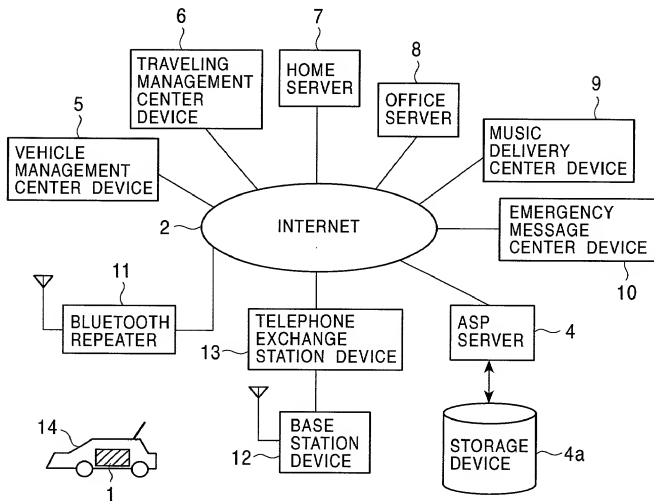 6
TRAVELING
MANAGEMENT
CENTER
DEVICE
7
HOME
SERVER
8
OFFICE
SERVER
9
MUSIC
DELIVERY
CENTER DEVICE
5
VEHICLE
MANAGEMENT
CENTER DEVICE
2
INTERNET
EMERGENCY
MESSAGE
CENTER DEVICE
10
11
BLUETOOTH
REPEATER
TELEPHONE
EXCHANGE
STATION DEVICE
13
ASP
SERVER
4
14
1
BASE
STATION
DEVICE
12
STORAGE
DEVICE
4a